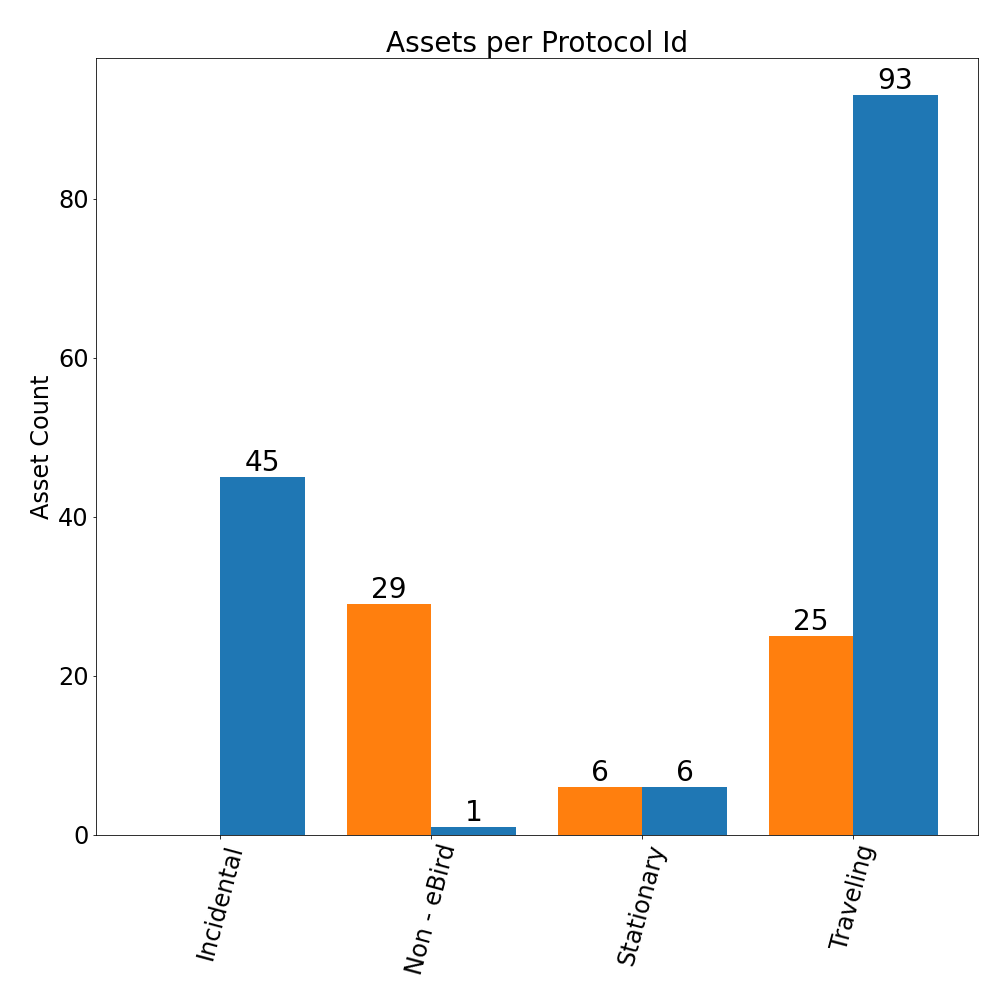 Assets per Protocol Id
93
80
60
Asset Count
45
40
29
25
20
6
6
1
0
Incidental
Non - eBird
Stationary
Traveling